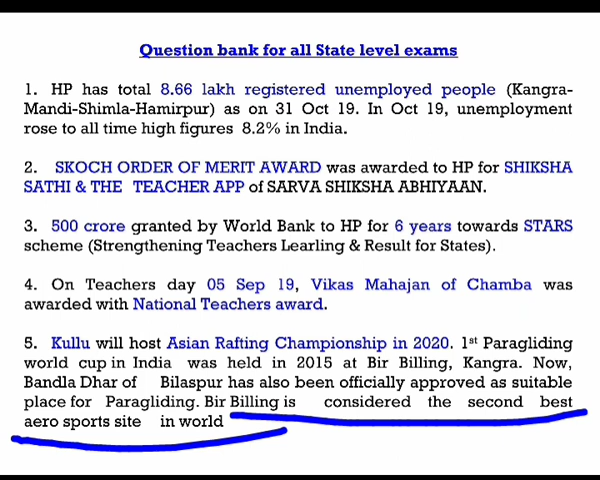 Question bank for all State level exams
1. HP has total 8.66 lakh registered unemployed people (Kangra-
Mandi-Shimla-Hamirpur) as on 31 Oct 19. In Oct 19, unemployment
rose to all time high figures 8.2% in India.
2. SKOCH ORDER OF MERIT AWARD was awarded to HP for SHIKSHA
SATHI & THE TEACHER APP of SARVA SHIKSHA ABHIYAAN.
3. 500 crore granted by World Bank to HP for 6 years towards STARS
scheme (Strengthening Teachers Learling & Result for States).
4. On Teachers day 05 Sep 19, Vikas Mahajan of Chamba was
awarded with National Teachers award.
5. Kullu will host Asian Rafting Championship in 2020. 1st Paragliding
world cup in India was held in 2015 at Bir Billing, Kangra. Now,
Bandla Dhar of Bilaspur has also been officially approved as suitable
place for Paragliding. Bir Billing is considered the second best
aero sports site in world